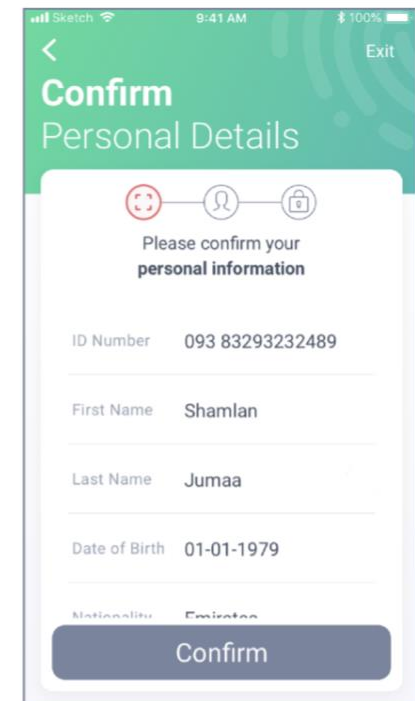 Sketch 9:41 AM 100%
Exit
Confirm
Personal Details
Please confirm your
personal information
ID Number 093 83293232489
First Name Shamlan
Last Name Jumaa
Date of Birth 01-01-1979
Nationality
Confirm